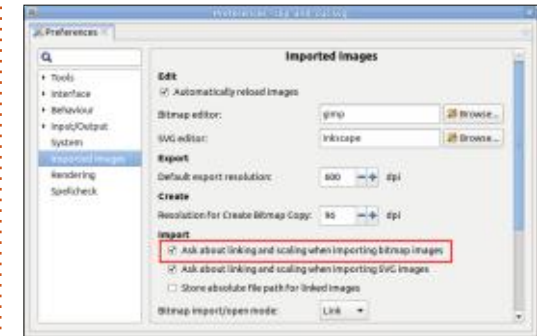 Preferences
Imported Images
Tools
Interface
Behaviour
Input/Output
System
Imported Images
Rendering
Spellcheck
Edit
Automatically reload images
Bitmap editor: gimp Browse...
SVG editor: inkscape Browse...
Export
Default export resolution: 600 dpi
Create
Resolution for Create Bitmap Copy: 96 dpi
Import
Ask about linking and scaling when importing bitmap images
Ask about linking and scaling when importing SVG images
Store absolute file path for linked images
Bitmap import/open mode: Link